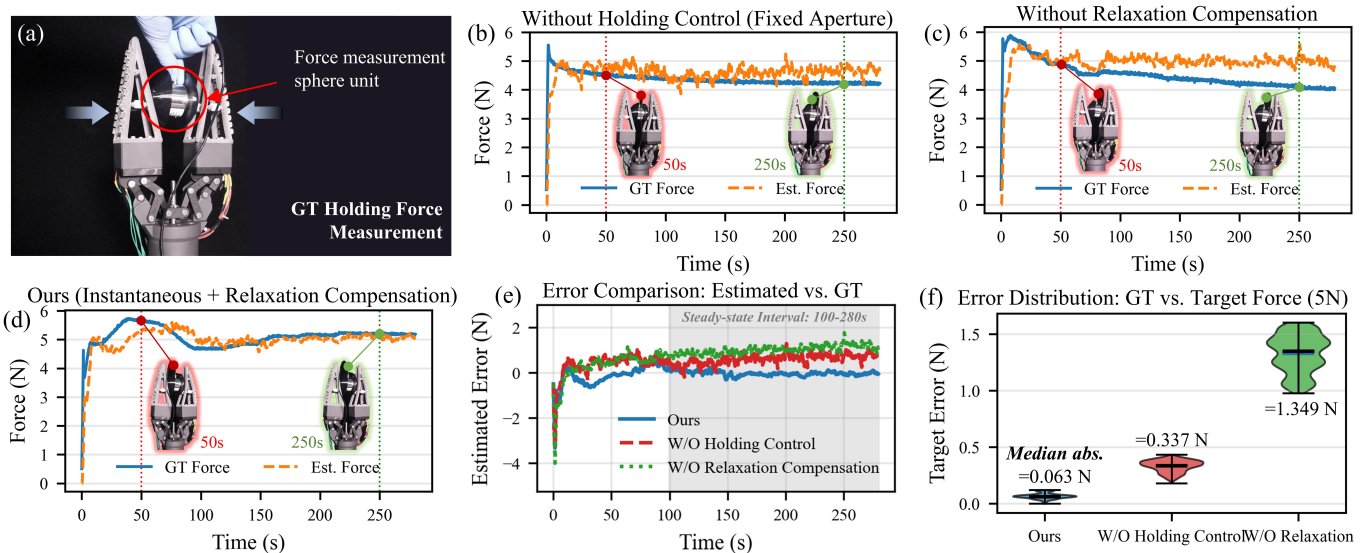 (a)
Force measurement
sphere unit
GT Holding Force
Measurement
(b)
Without Holding Control (Fixed Aperture)
Force (N)
6
5
4
3
2
1
0
50s
250s
GT Force
Est. Force
0
50
100
150
200
250
Time (s)
(c)
Without Relaxation Compensation
Force (N)
6
5
4
3
2
1
0
50s
250s
GT Force
Est. Force
0
50
100
150
200
250
Time (s)
(d)
Ours (Instantaneous + Relaxation Compensation)
Force (N)
6
5
4
3
2
1
0
50s
250s
GT Force
Est. Force
0
50
100
150
200
250
Time (s)
(e)
Error Comparison: Estimated vs. GT
Estimated Error (N)
2
0
−2
−4
Steady-state Interval: 100-280s
Ours
W/O Holding Control
W/O Relaxation Compensation
0
50
100
150
200
250
Time (s)
(f)
Error Distribution: GT vs. Target Force (5N)
Target Error (N)
1.5
1.0
0.5
0.0
Median abs.
=0.063 N
=0.337 N
=1.349 N
Ours
W/O Holding Control
W/O Relaxation